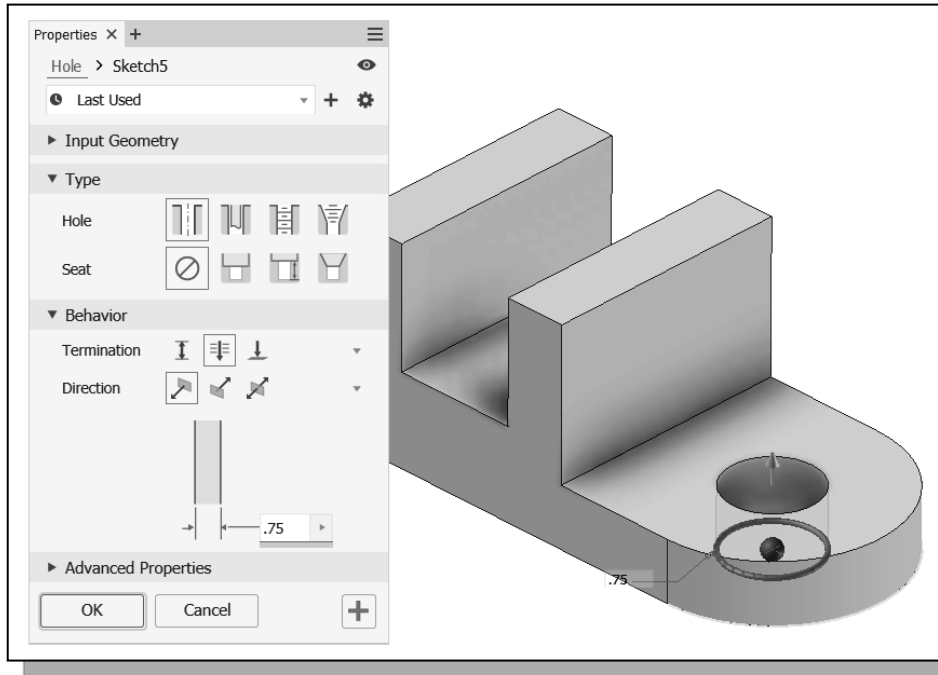 Properties × +
Hole > Sketch5
Last Used
Input Geometry
Type
Hole
Seat
Behavior
Termination
Direction
.75
Advanced Properties
OK Cancel
.75